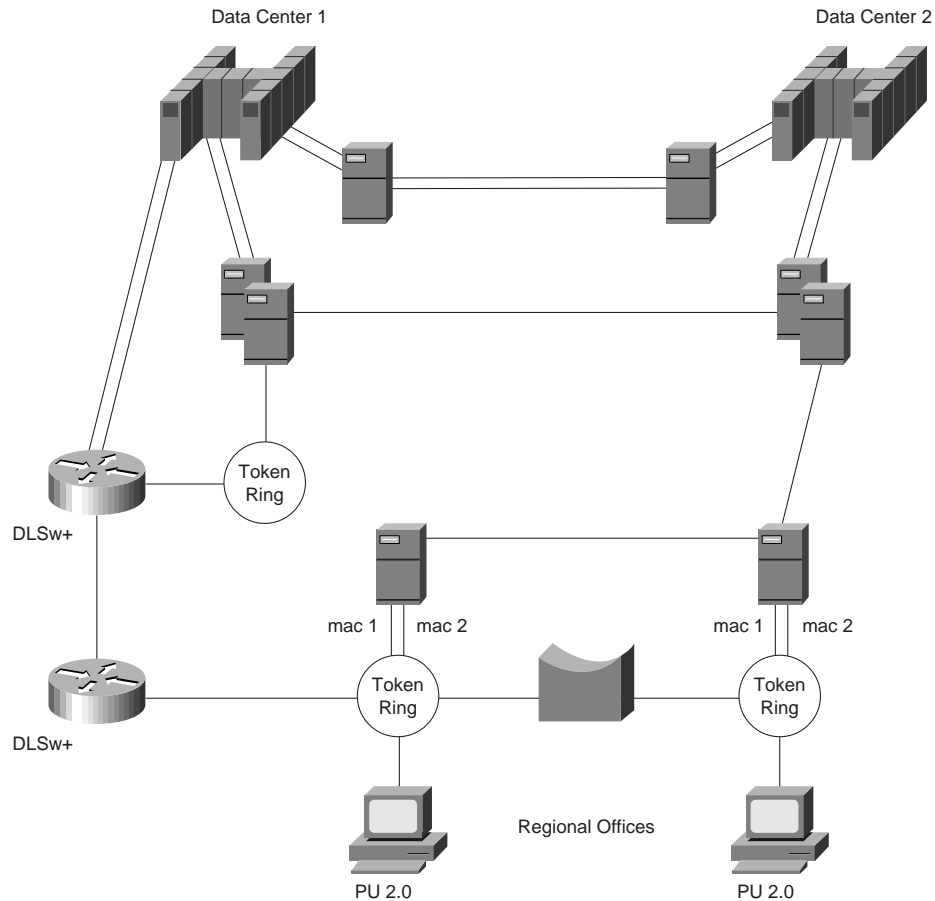 Data Center 1
Data Center 2
Token
Ring
DLSw+
mac 1
mac 2
mac 1
mac 2
Token
Ring
Token
Ring
DLSw+
Regional Offices
PU 2.0
PU 2.0